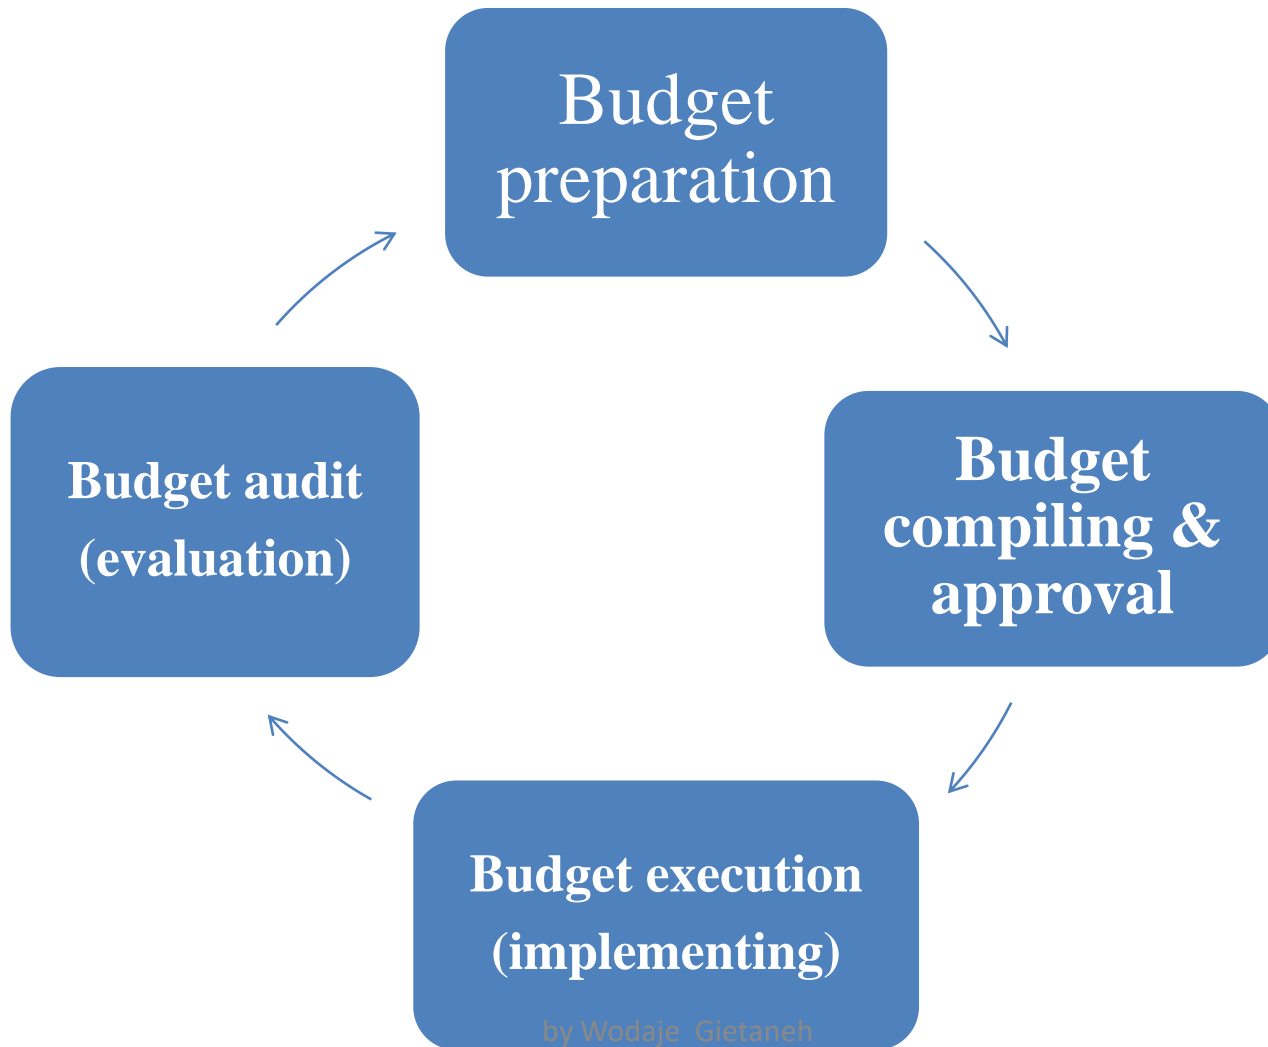 Budget
preparation
Budget
compiling &
approval
Budget execution
(implementing)
Budget audit
(evaluation)
by Wodaje Gietaneh